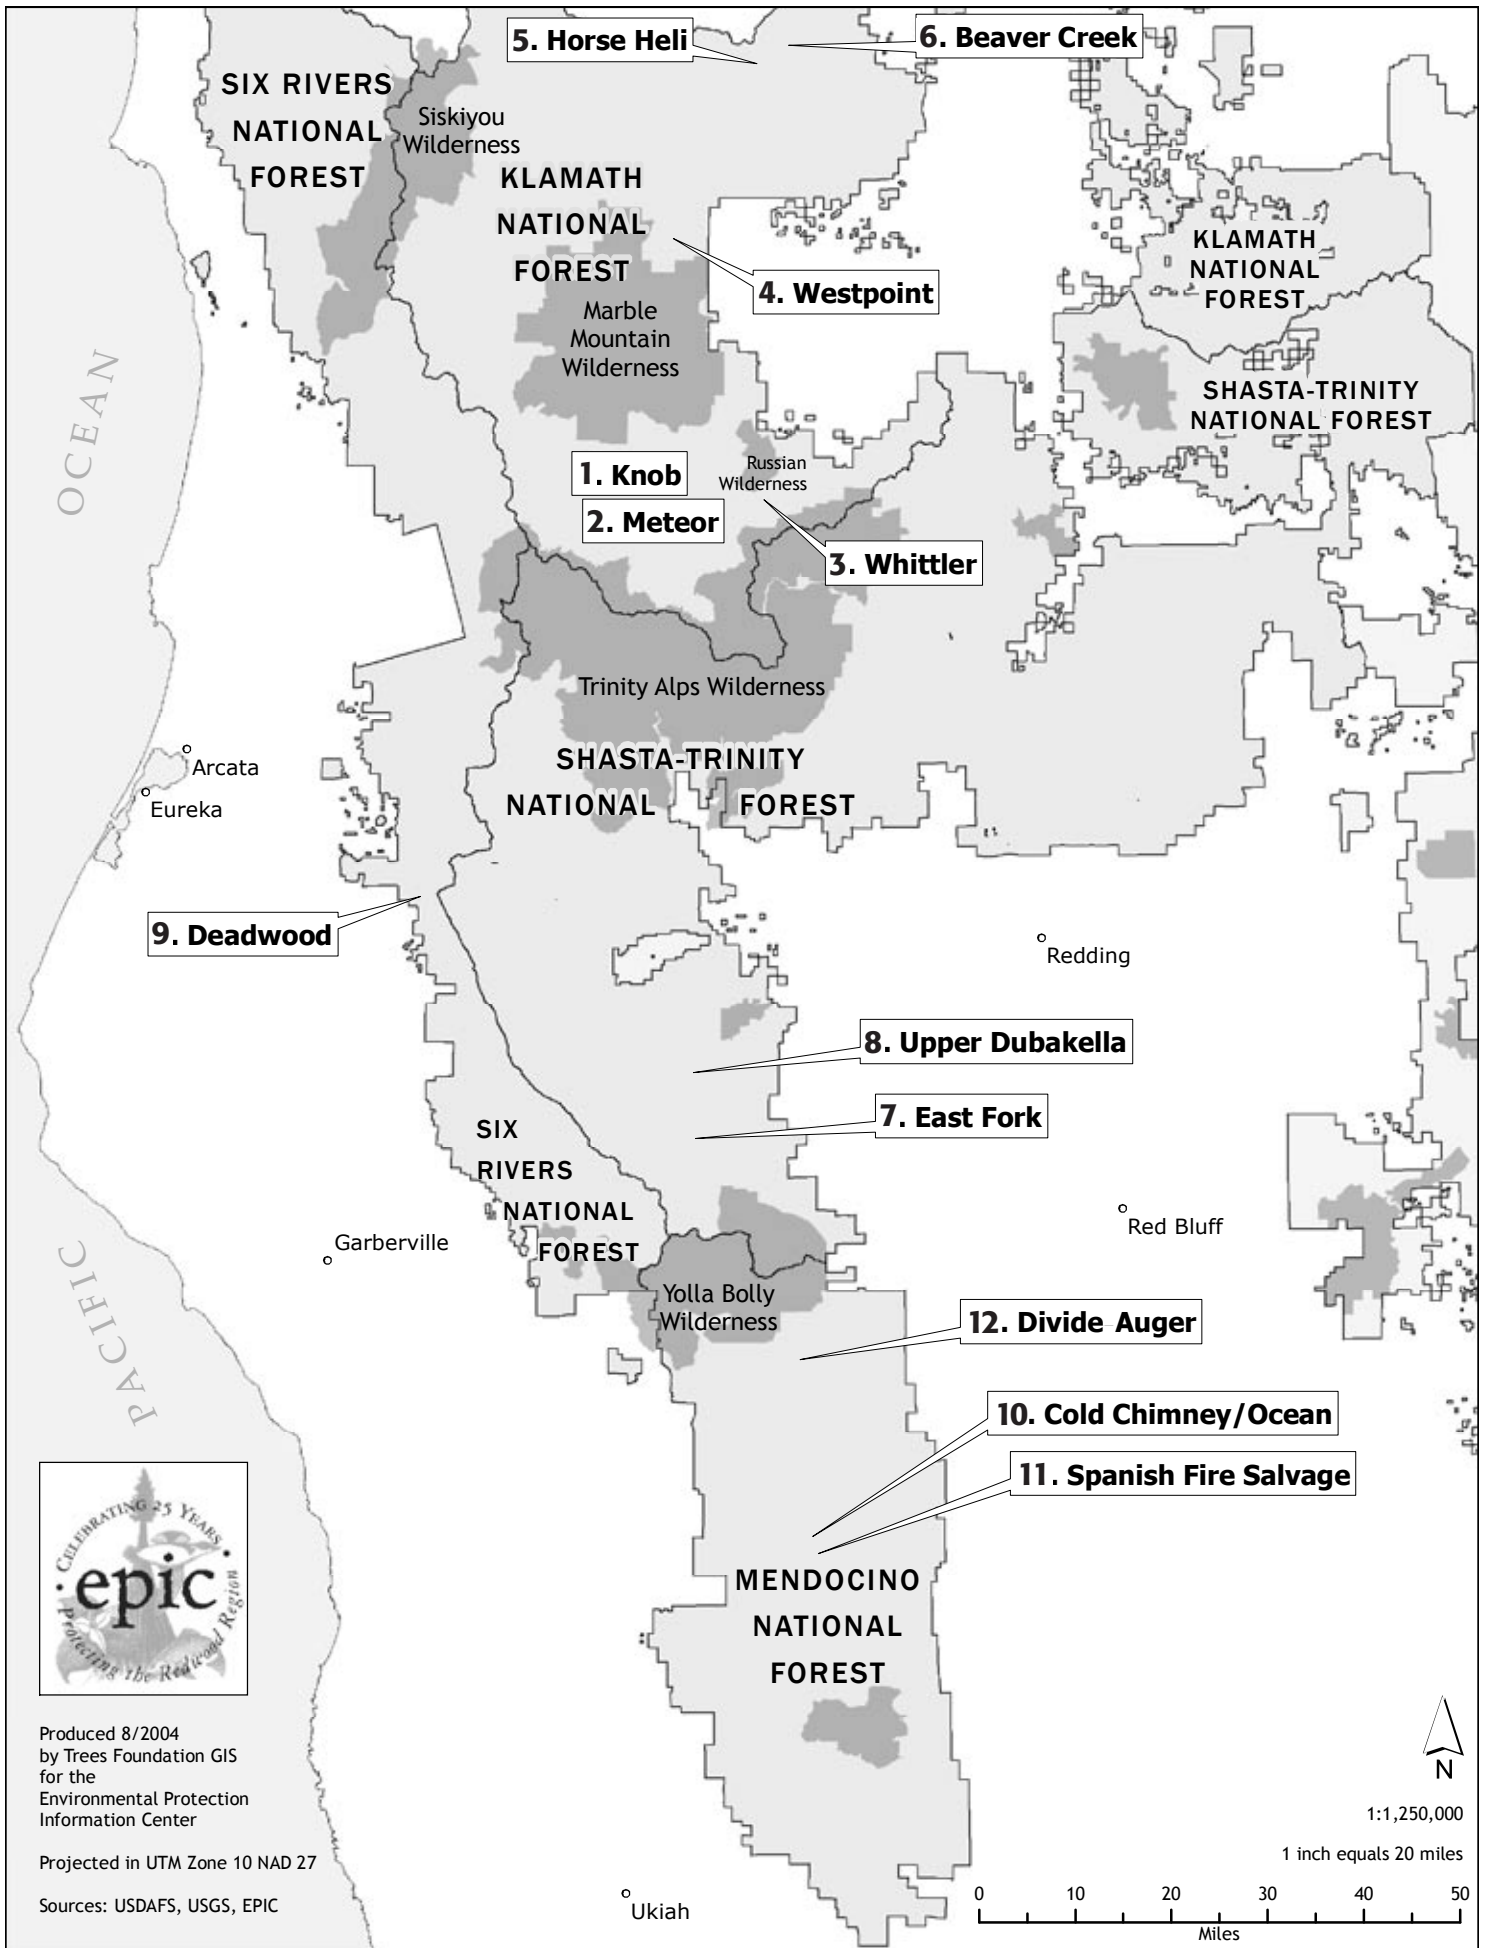 5. Horse Heli
6. Beaver Creek
SIX RIVERS
NATIONAL
FOREST
Siskiyou
Wilderness
KLAMATH
NATIONAL
FOREST
KLAMATH
NATIONAL
FOREST
4. Westpoint
Marble
Mountain
Wilderness
SHASTA-TRINITY
NATIONAL FOREST
OCEAN
1. Knob
Russian
Wilderness
2. Meteor
3. Whittler
Trinity Alps Wilderness
SHASTA-TRINITY
NATIONAL FOREST
Arcata
Eureka
9. Deadwood
Redding
8. Upper Dubakella
7. East Fork
SIX
RIVERS
NATIONAL
FOREST
Red Bluff
Garberville
PACIFIC
Yolla Bolly
Wilderness
12. Divide Auger
10. Cold Chimney/Ocean
11. Spanish Fire Salvage
MENDOCINO
NATIONAL
FOREST
CELEBRATING 25 YEARS
epic
Protecting the Redwood Region
Produced 8/2004
by Trees Foundation GIS
for the
Environmental Protection
Information Center
Projected in UTM Zone 10 NAD 27
Sources: USDAFS, USGS, EPIC
Ukiah
N
1:1,250,000
1 inch equals 20 miles
0 10 20 30 40 50
Miles